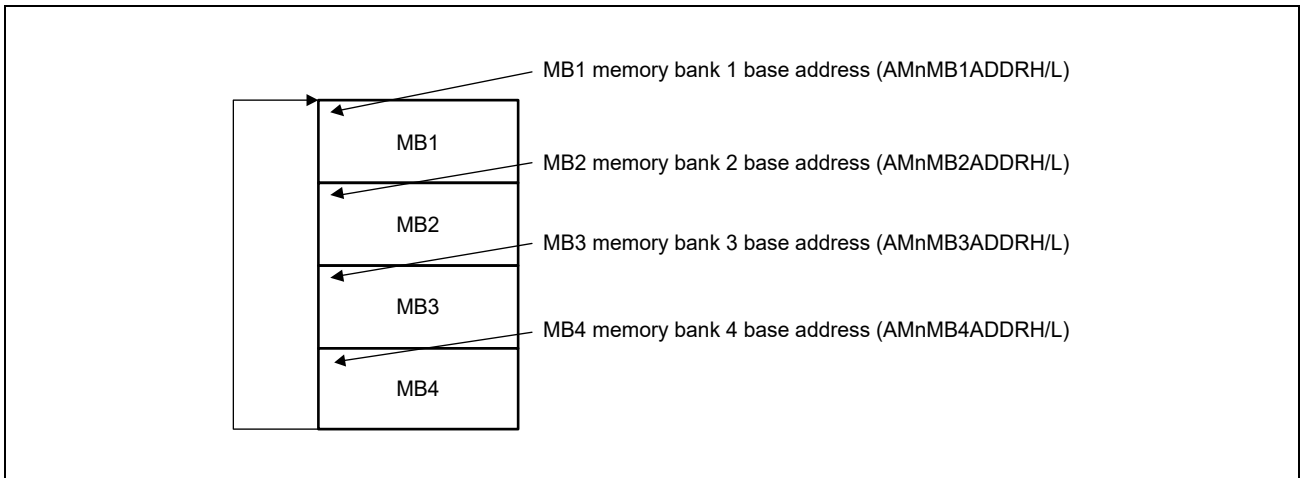 MB1 memory bank 1 base address (AMnMB1ADDRH/L)
MB1
MB2 memory bank 2 base address (AMnMB2ADDRH/L)
MB2
MB3 memory bank 3 base address (AMnMB3ADDRH/L)
MB3
MB4 memory bank 4 base address (AMnMB4ADDRH/L)
MB4